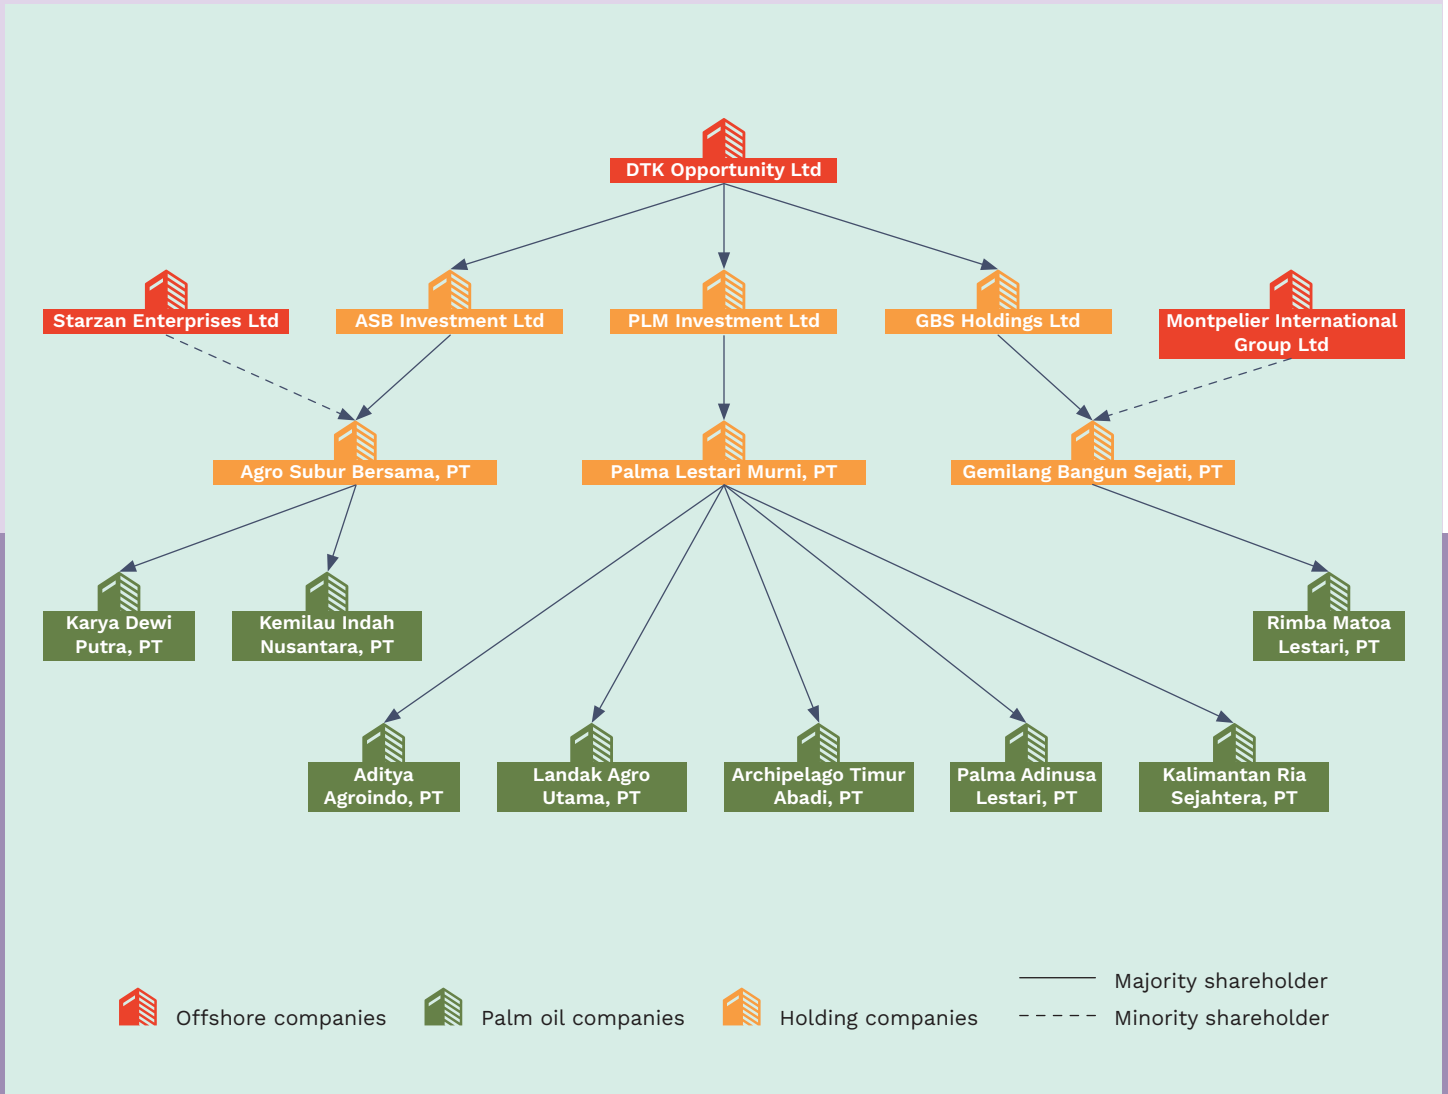 DTK Opportunity Ltd
Starzan Enterprises Ltd
ASB Investment Ltd
PLM Investment Ltd
GBS Holdings Ltd
Montpelier International
Group Ltd
Agro Subur Bersama, PT
Palma Lestari Murni, PT
Gemilang Bangun Sejati, PT
Karya Dewi
Putra, PT
Kemilau Indah
Nusantara, PT
Rimba Matoa
Lestari, PT
Aditya
Agroindo, PT
Landak Agro
Utama, PT
Archipelago Timur
Abadi, PT
Palma Adinusa
Lestari, PT
Kalimantan Ria
Sejahtera, PT
Offshore companies
Palm oil companies
Holding companies
Majority shareholder
Minority shareholder